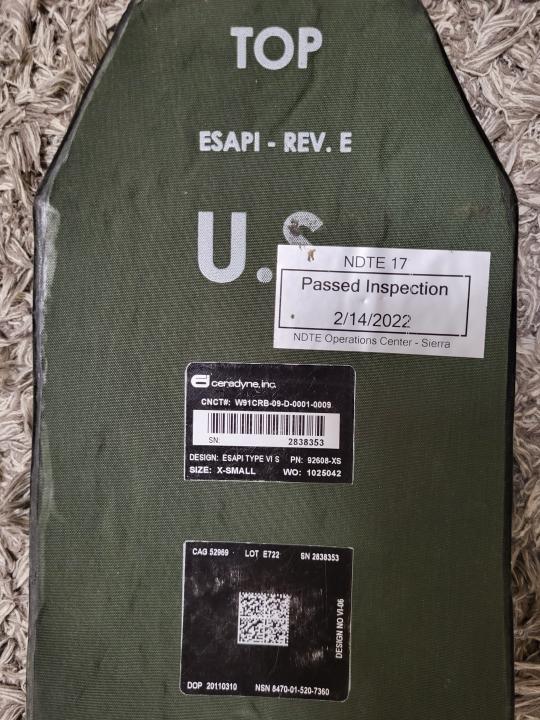 TOP
ESAPI - REV. E
U.S
NDTE 17
Passed Inspection
2/14/2022
NDTE Operations Center - Sierra
ceradyne, inc.
CNCT#: W91CRB-09-D-0001-0009
SN: 2838353
DESIGN: ESAPI TYPE VI S PN: 92608-XS
SIZE: X-SMALL WO: 1025042
CAG 52969 LOT E722 SN 2838353
DESIGN NO VI-06
DOP 20110310 NSN 8470-01-520-7360